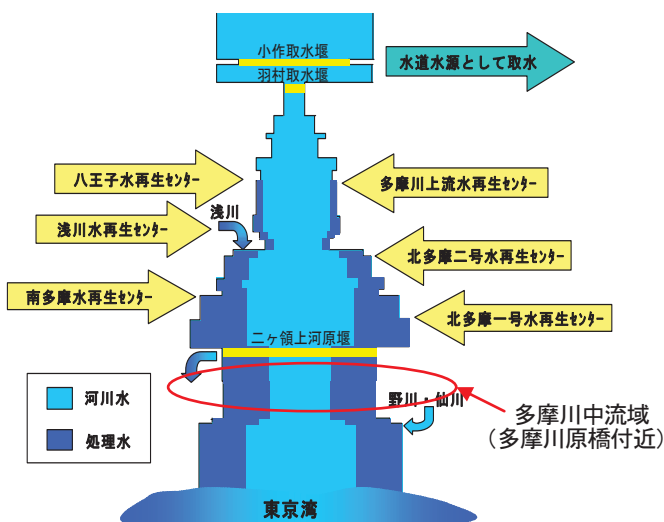 小作取水堰
羽村取水堰
水道水源として取水
八王子水再生ｾﾝﾀｰ
多摩川上流水再生ｾﾝﾀｰ
浅川
浅川水再生ｾﾝﾀｰ
北多摩二号水再生ｾﾝﾀｰ
南多摩水再生ｾﾝﾀｰ
北多摩一号水再生ｾﾝﾀｰ
二ヶ領上河原堰
河川水
処理水
野川・仙川
多摩川中流域
（多摩川原橋付近）
東京湾